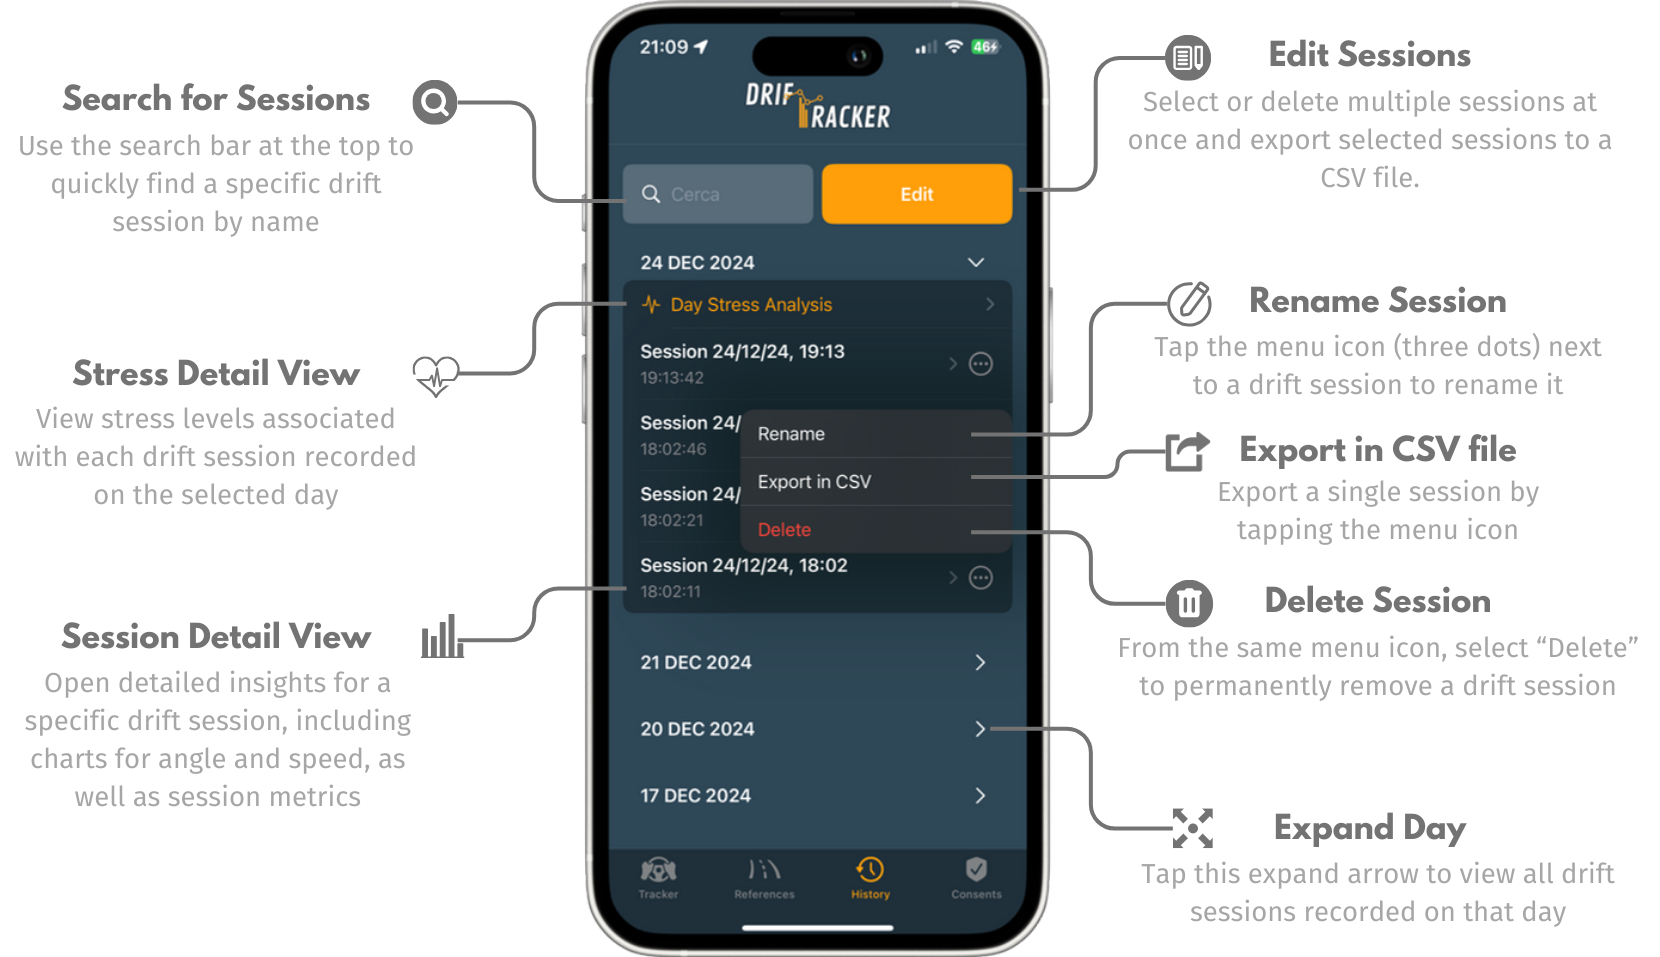 Search for Sessions
Use the search bar at the top to
quickly find a specific drift
session by name
Stress Detail View
View stress levels associated
with each drift session recorded
on the selected day
Session Detail View
Open detailed insights for a
specific drift session, including
charts for angle and speed, as
well as session metrics
21:09
46
DRIF
TRACKER
Cerca
Edit
24 DEC 2024
Day Stress Analysis
Session 24/12/24, 19:13
19:13:42
Session 24/
18:02:46
Session 24/
18:02:21
Rename
Export in CSV
Delete
Session 24/12/24, 18:02
18:02:11
21 DEC 2024
20 DEC 2024
17 DEC 2024
Tracker
References
History
Consents
Edit Sessions
Select or delete multiple sessions at
once and export selected sessions to a
CSV file.
Rename Session
Tap the menu icon (three dots) next
to a drift session to rename it
Export in CSV file
Export a single session by
tapping the menu icon
Delete Session
From the same menu icon, select “Delete”
to permanently remove a drift session
Expand Day
Tap this expand arrow to view all drift
sessions recorded on that day